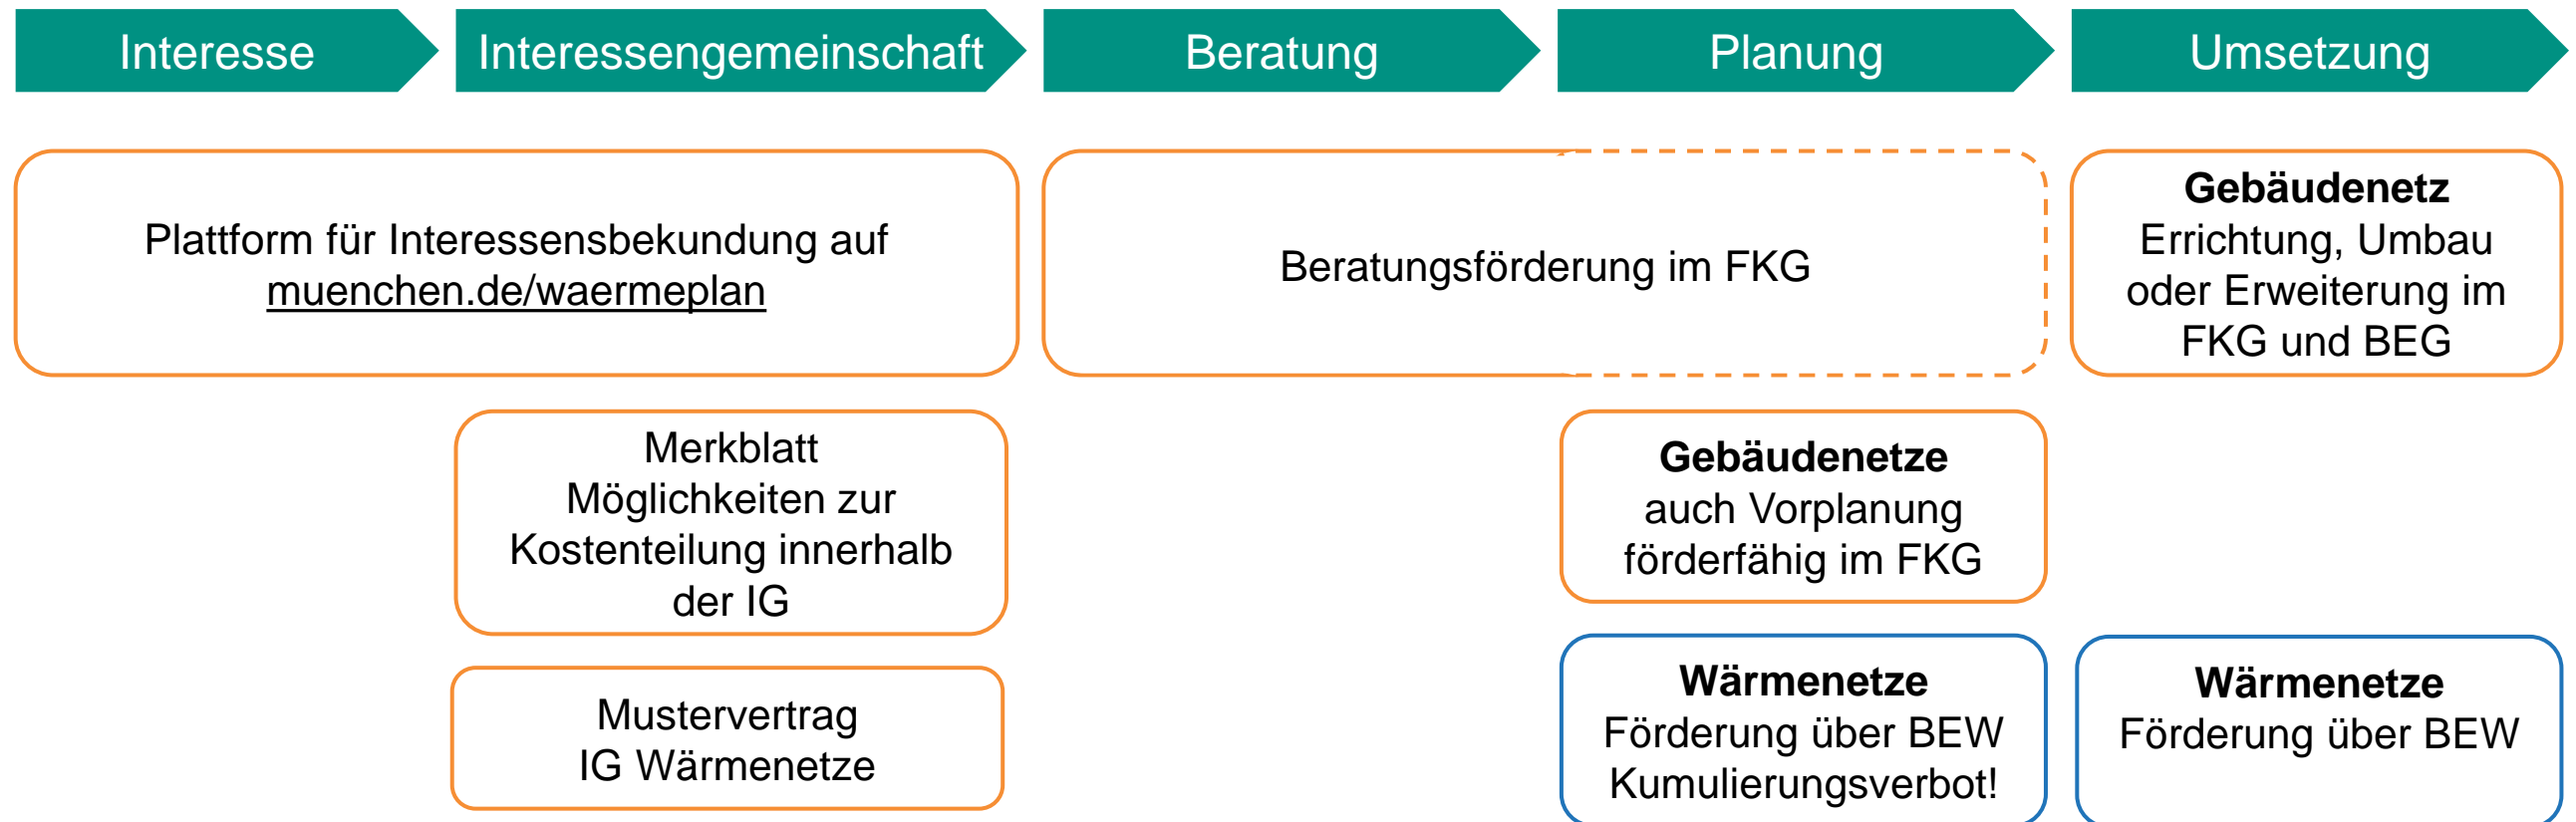 Interesse
Interessengemeinschaft
Beratung
Planung
Umsetzung
Plattform für Interessensbekundung auf
muenchen.de/waermeplan
Beratungsförderung im FKG
Gebäudenetz
Errichtung, Umbau
oder Erweiterung im
FKG und BEG
Merkblatt
Möglichkeiten zur
Kostenteilung innerhalb
der IG
Gebäudenetze
auch Vorplanung
förderfähig im FKG
Mustervertrag
IG Wärmenetze
Wärmenetze
Förderung über BEW
Kumulierungsverbot!
Wärmenetze
Förderung über BEW